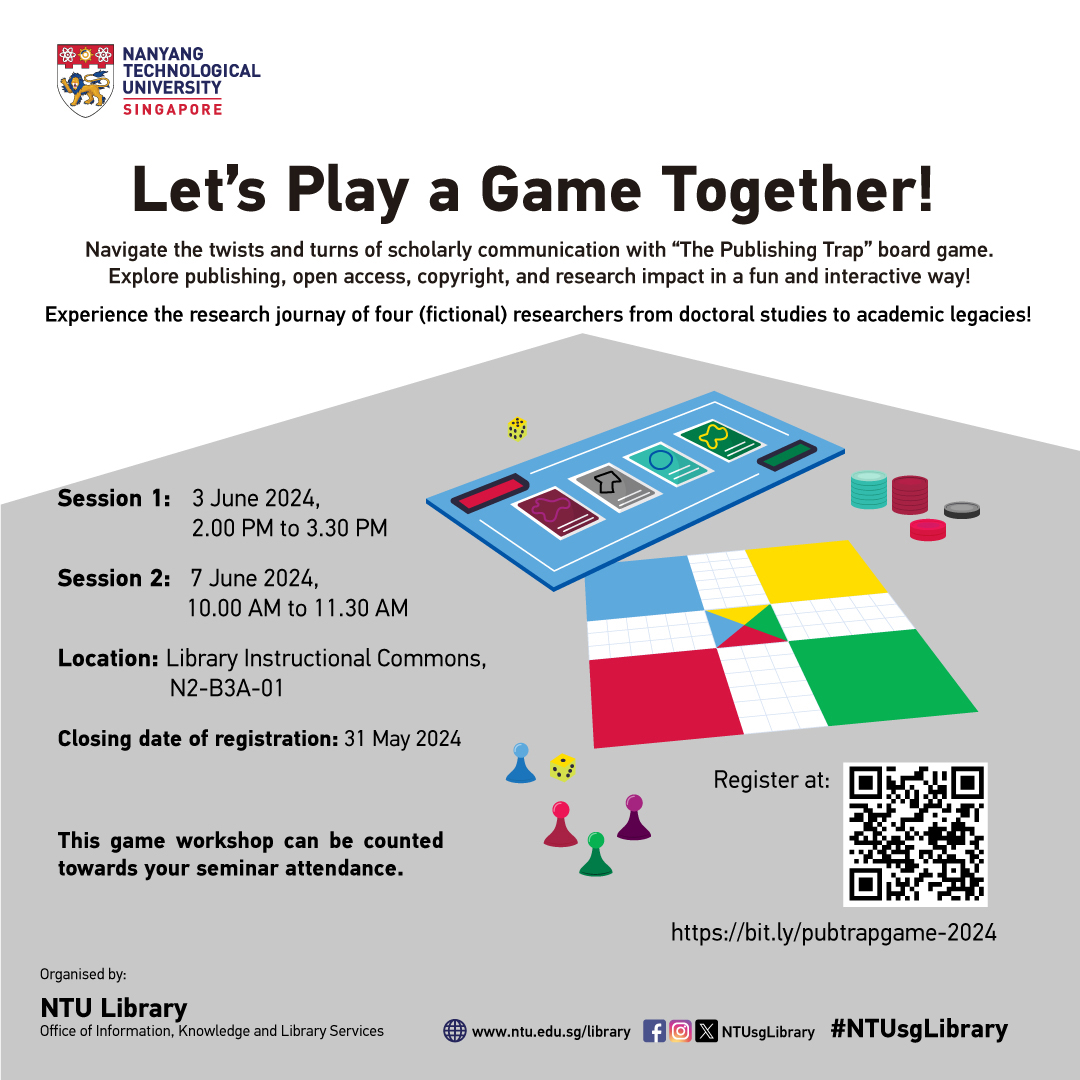 NANYANG
TECHNOLOGICAL
UNIVERSITY
SINGAPORE
Let's Play a Game Together!
Navigate the twists and turns of scholarly communication with “The Publishing Trap” board game.
Explore publishing, open access, copyright, and research impact in a fun and interactive way!
Experience the research journay of four (fictional) researchers from doctoral studies to academic legacies!
Session 1: 3 June 2024,
2.00 PM to 3.30 PM
Session 2: 7 June 2024,
10.00 AM to 11.30 AM
Location: Library Instructional Commons,
N2-B3A-01
Closing date of registration: 31 May 2024
Register at:
This game workshop can be counted
towards your seminar attendance.
https://bit.ly/pubtrapgame-2024
Organised by:
NTU Library
Office of Information, Knowledge and Library Services
www.ntu.edu.sg/library NTUsgLibrary #NTUsgLibrary